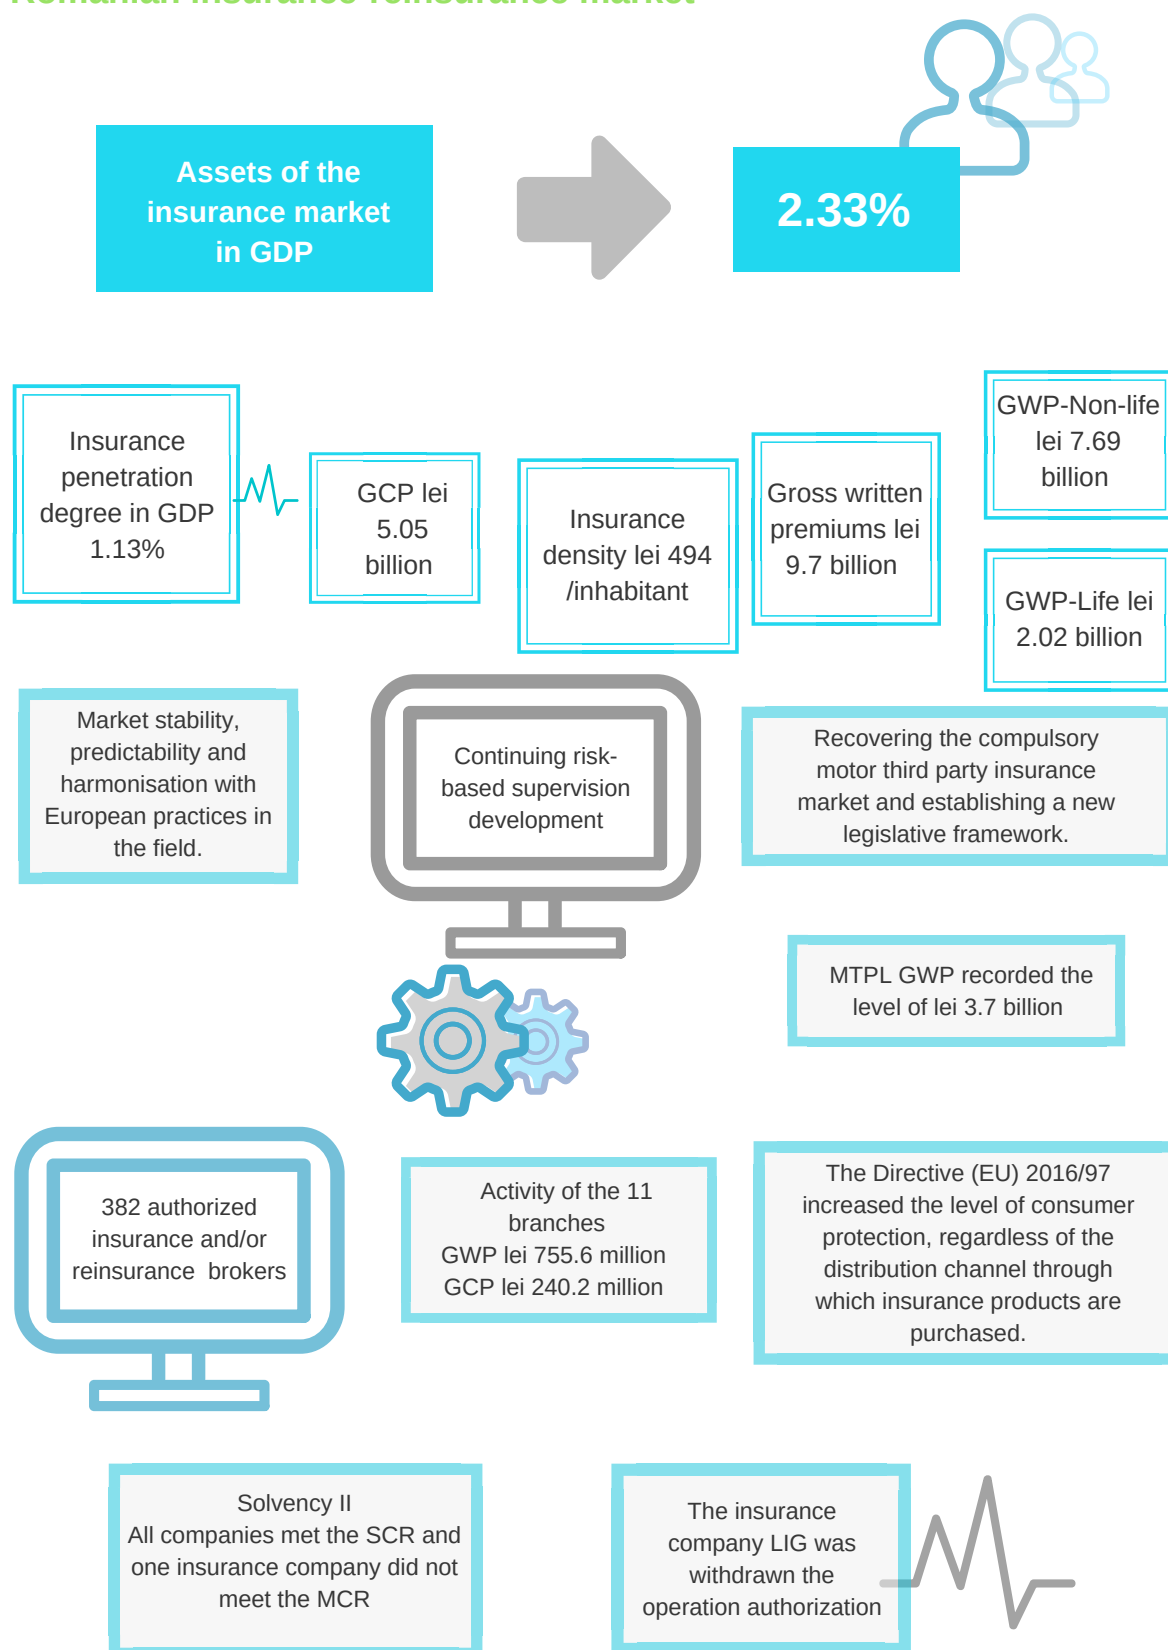 Romanian insurance-reinsurance market
Assets of the
insurance market
in GDP
2.33%
Insurance
penetration
degree in GDP
1.13%
GCP lei
5.05
billion
Insurance
density lei 494
/inhabitant
Gross written
premiums lei
9.7 billion
GWP-Non-life
lei 7.69
billion
GWP-Life lei
2.02 billion
Market stability,
predictability and
harmonisation with
European practices in
the field.
Continuing risk-
based supervision
development
Recovering the compulsory
motor third party insurance
market and establishing a new
legislative framework.
MTPL GWP recorded the
level of lei 3.7 billion
382 authorized
insurance and/or
reinsurance  brokers
Activity of the 11
branches
GWP lei 755.6 million
GCP lei 240.2 million
The Directive (EU) 2016/97
increased the level of consumer
protection, regardless of the
distribution channel through
which insurance products are
purchased.
Solvency II
All companies met the SCR and
one insurance company did not
meet the MCR
The insurance
company LIG was
withdrawn the
operation authorization